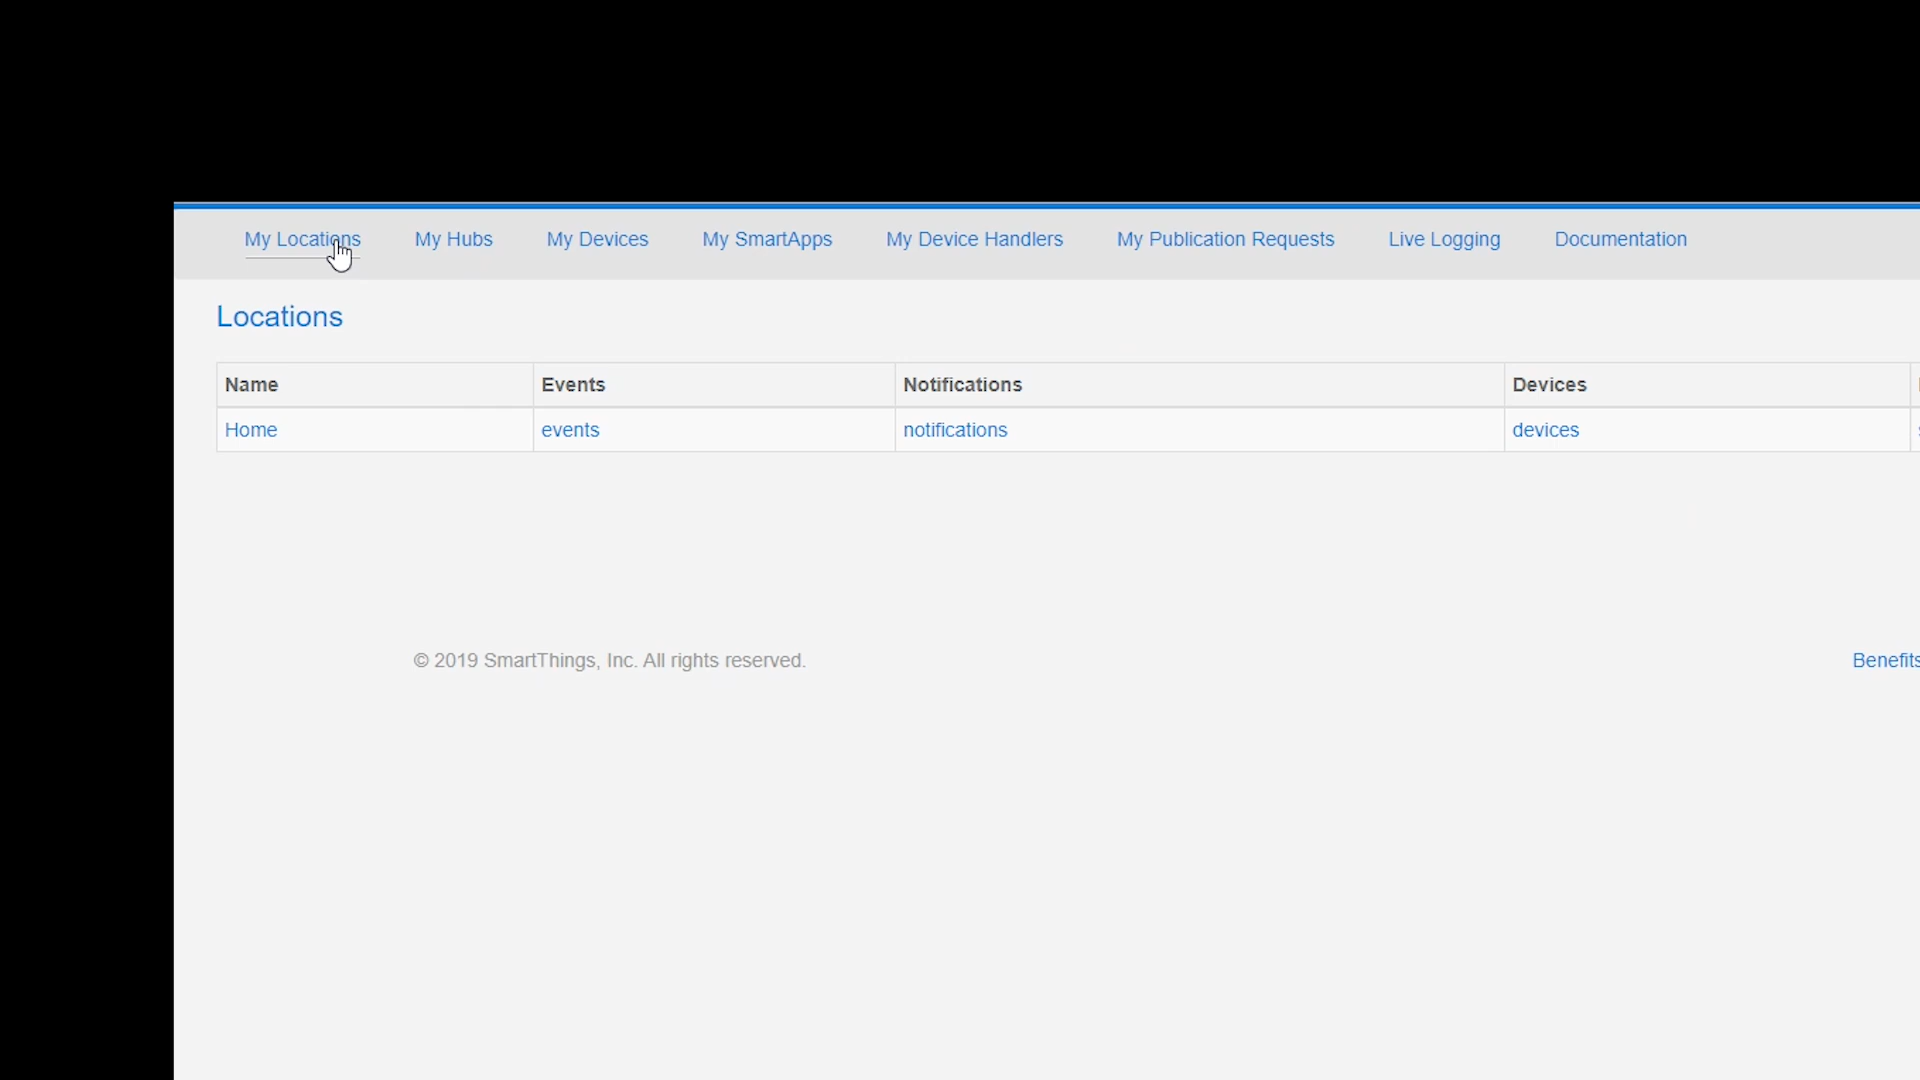 My Locations My Hubs My Devices My SmartApps My Device Handlers My Publication Requests Live Logging Documentation
Locations
Name Events Notifications Devices
Home events notifications devices
© 2019 SmartThings, Inc. All rights reserved. Benefits